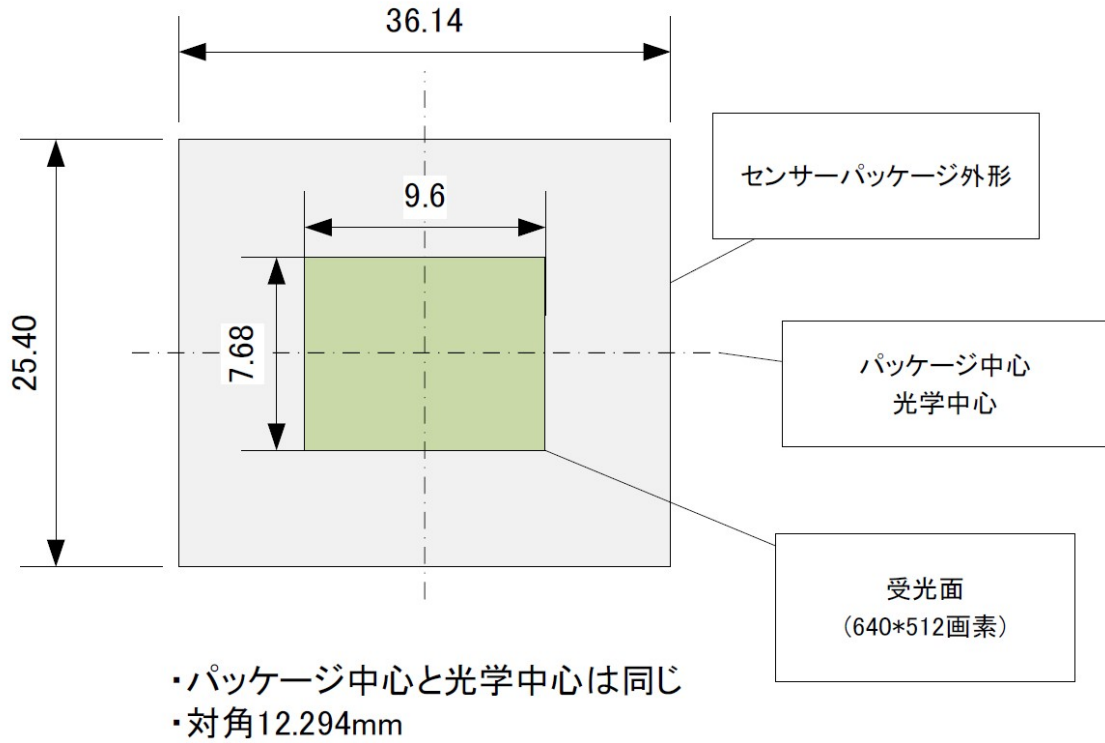 36.14
センサーパッケージ外形
9.6
25.40
7.68
パッケージ中心
光学中心
受光面
(640*512画素)
・パッケージ中心と光学中心は同じ
・対角12.294mm